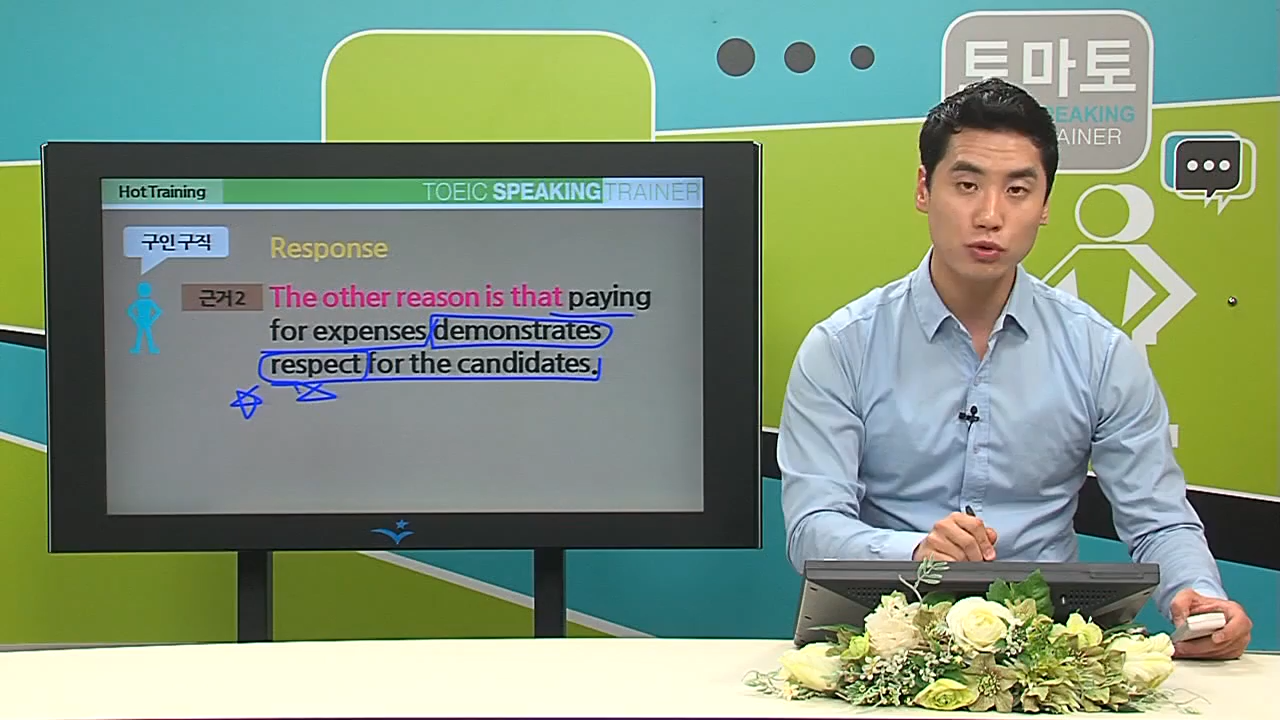 토마토
SPEAKING
TRAINER
Hot Training
TOEIC SPEAKING TRAINER
구인 구직
Response
근거 2
The other reason is that paying
for expenses demonstrates
respect for the candidates.